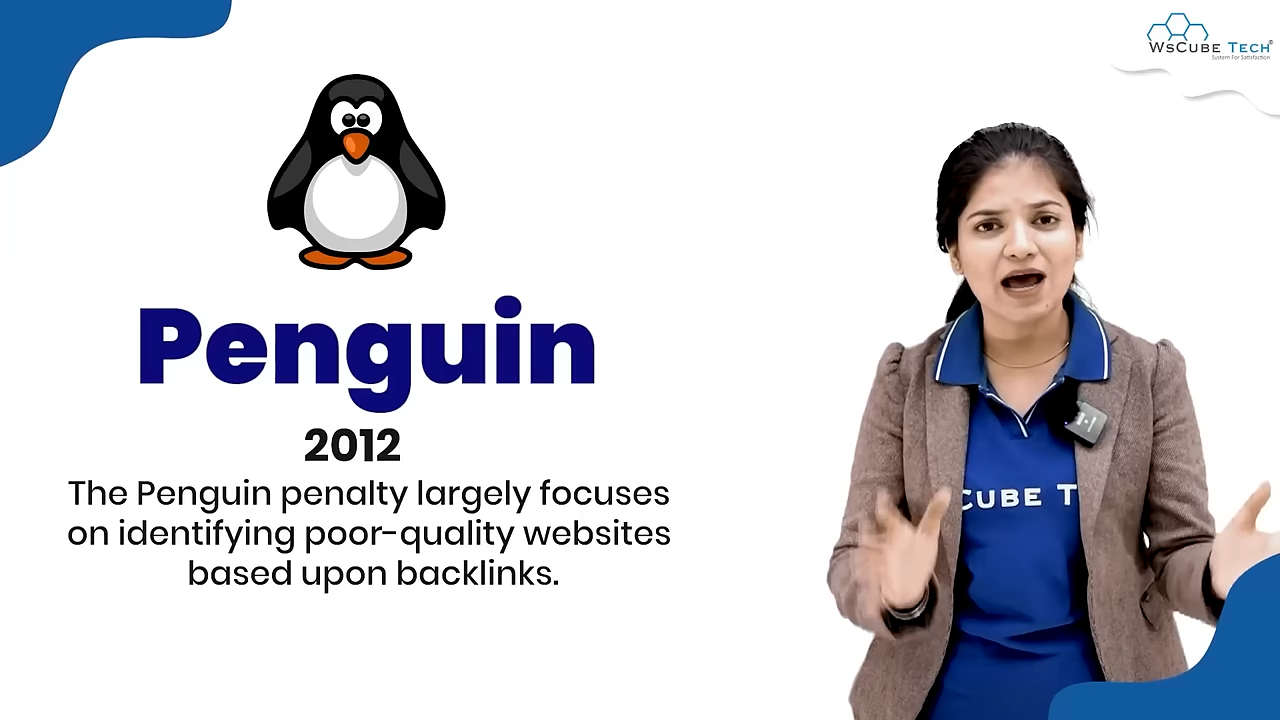 WsCube Tech®
System For Satisfaction
Penguin
2012
The Penguin penalty largely focuses
on identifying poor-quality websites
based upon backlinks.
CUBE T